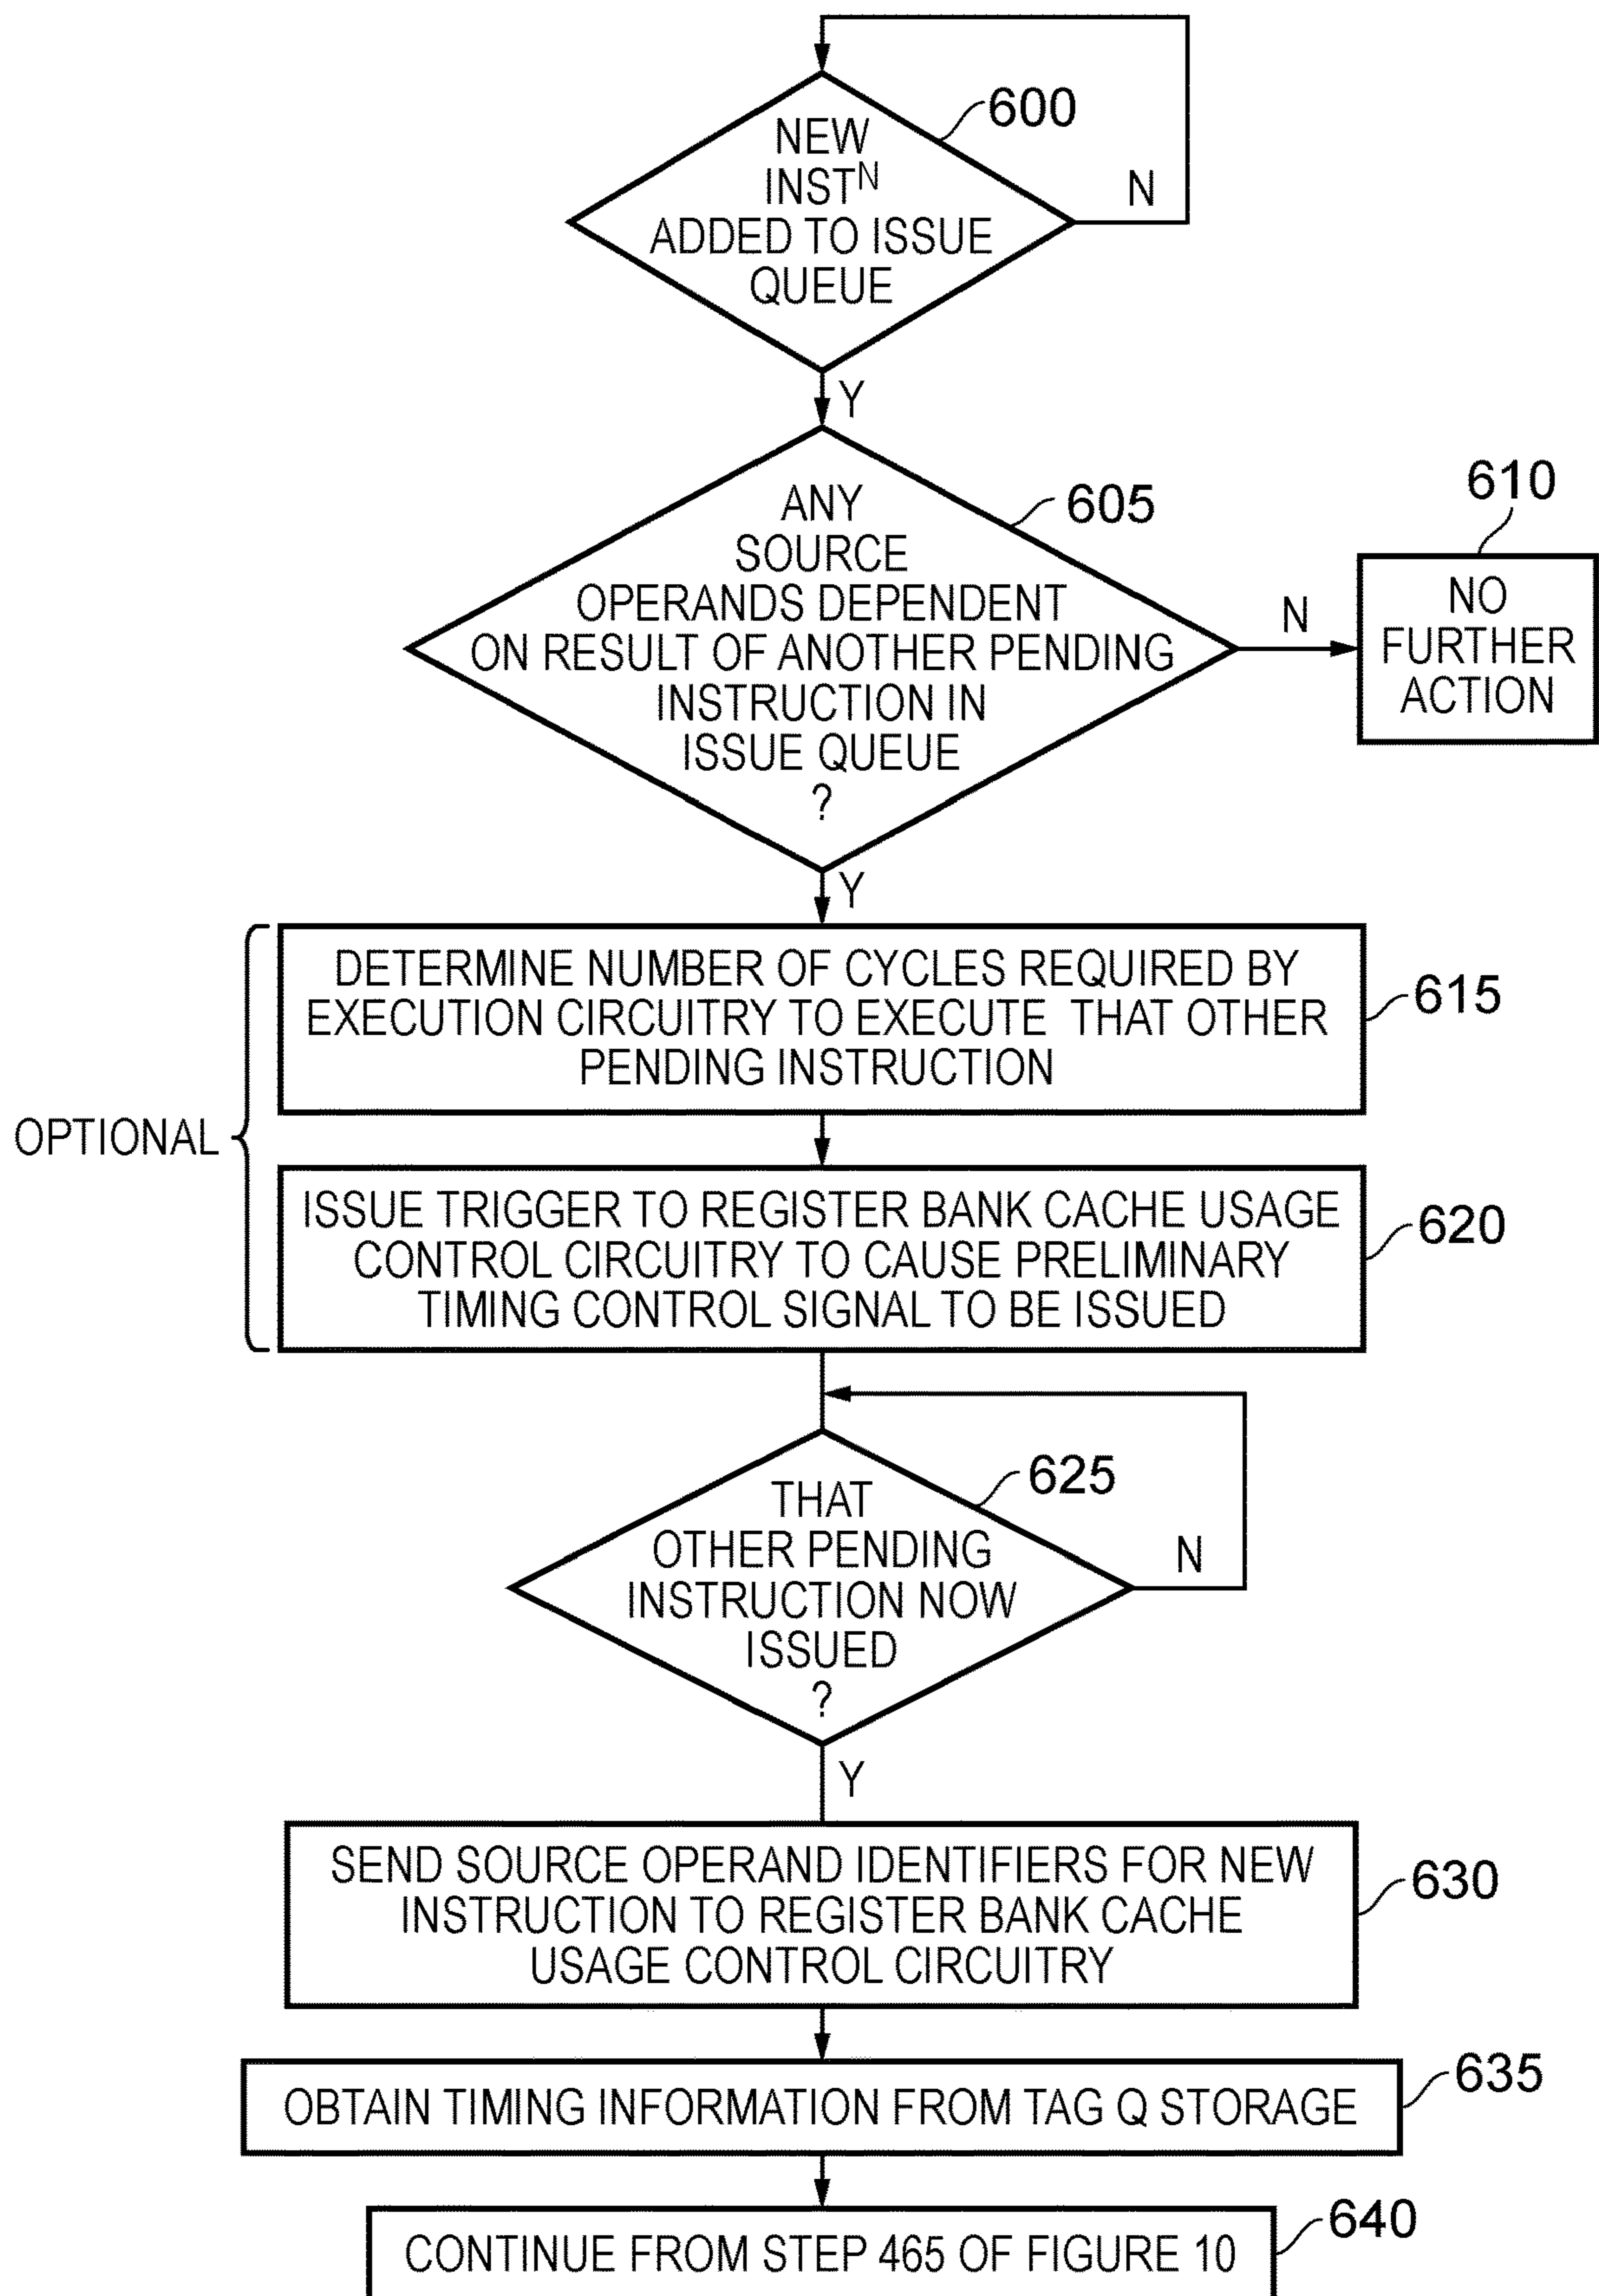 600
NEW
INSTᴺ
ADDED TO ISSUE
QUEUE
N
Y
605
ANY
SOURCE
OPERANDS DEPENDENT
ON RESULT OF ANOTHER PENDING
INSTRUCTION IN
ISSUE QUEUE
?
N
610
NO
FURTHER
ACTION
Y
OPTIONAL
DETERMINE NUMBER OF CYCLES REQUIRED BY
EXECUTION CIRCUITRY TO EXECUTE THAT OTHER
PENDING INSTRUCTION
615
ISSUE TRIGGER TO REGISTER BANK CACHE USAGE
CONTROL CIRCUITRY TO CAUSE PRELIMINARY
TIMING CONTROL SIGNAL TO BE ISSUED
620
625
THAT
OTHER PENDING
INSTRUCTION NOW
ISSUED
?
N
Y
SEND SOURCE OPERAND IDENTIFIERS FOR NEW
INSTRUCTION TO REGISTER BANK CACHE
USAGE CONTROL CIRCUITRY
630
OBTAIN TIMING INFORMATION FROM TAG Q STORAGE
635
CONTINUE FROM STEP 465 OF FIGURE 10
640